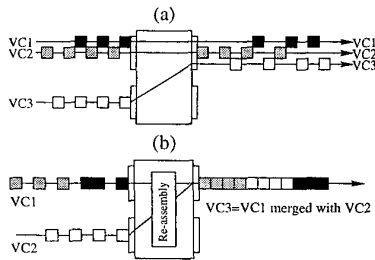 (a)
VC1
VC1
VC2
VC2
VC3
VC3
(b)
Re-assembly
VC1
VC3=VC1 merged with VC2
VC2